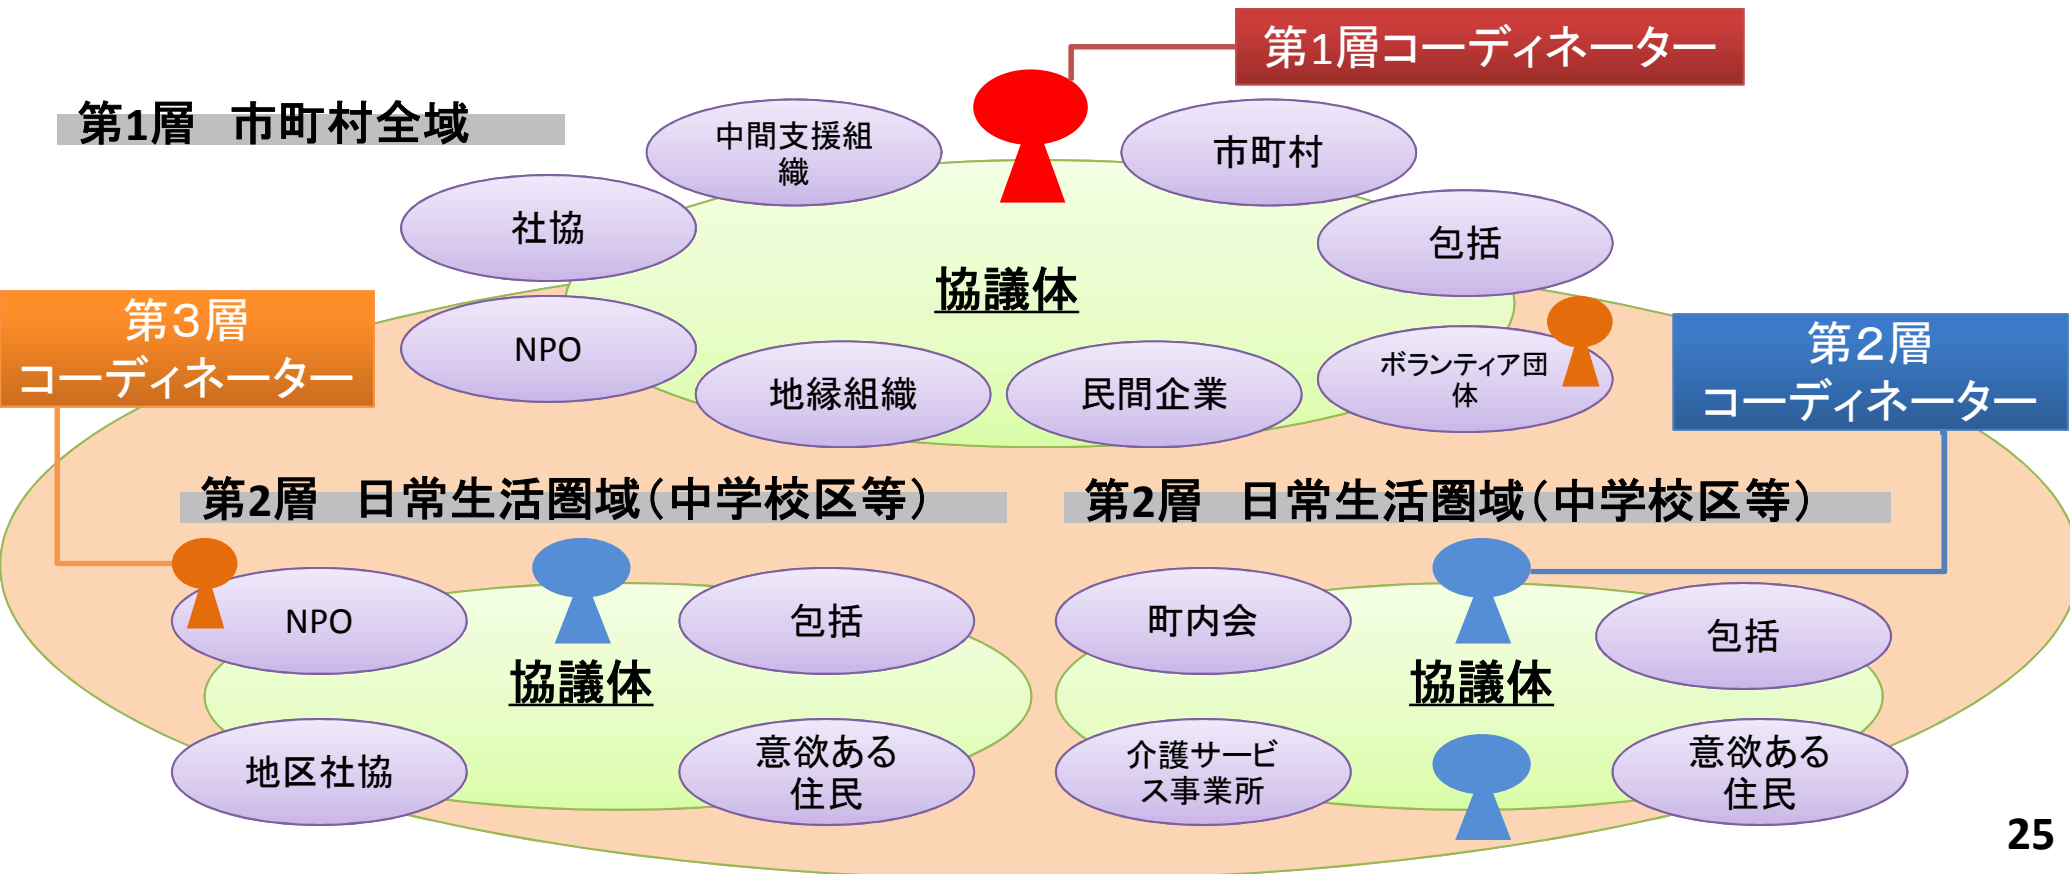 第1層コーディネーター
第1層　市町村全域
中間支援組
織
市町村
社協
包括
協議体
第３層
コーディネーター
NPO
地縁組織
民間企業
ボランティア団
体
第２層
コーディネーター
第2層　日常生活圏域（中学校区等）
第2層　日常生活圏域（中学校区等）
NPO
包括
協議体
地区社協
意欲ある
住民
町内会
包括
協議体
介護サービ
ス事業所
意欲ある
住民
25